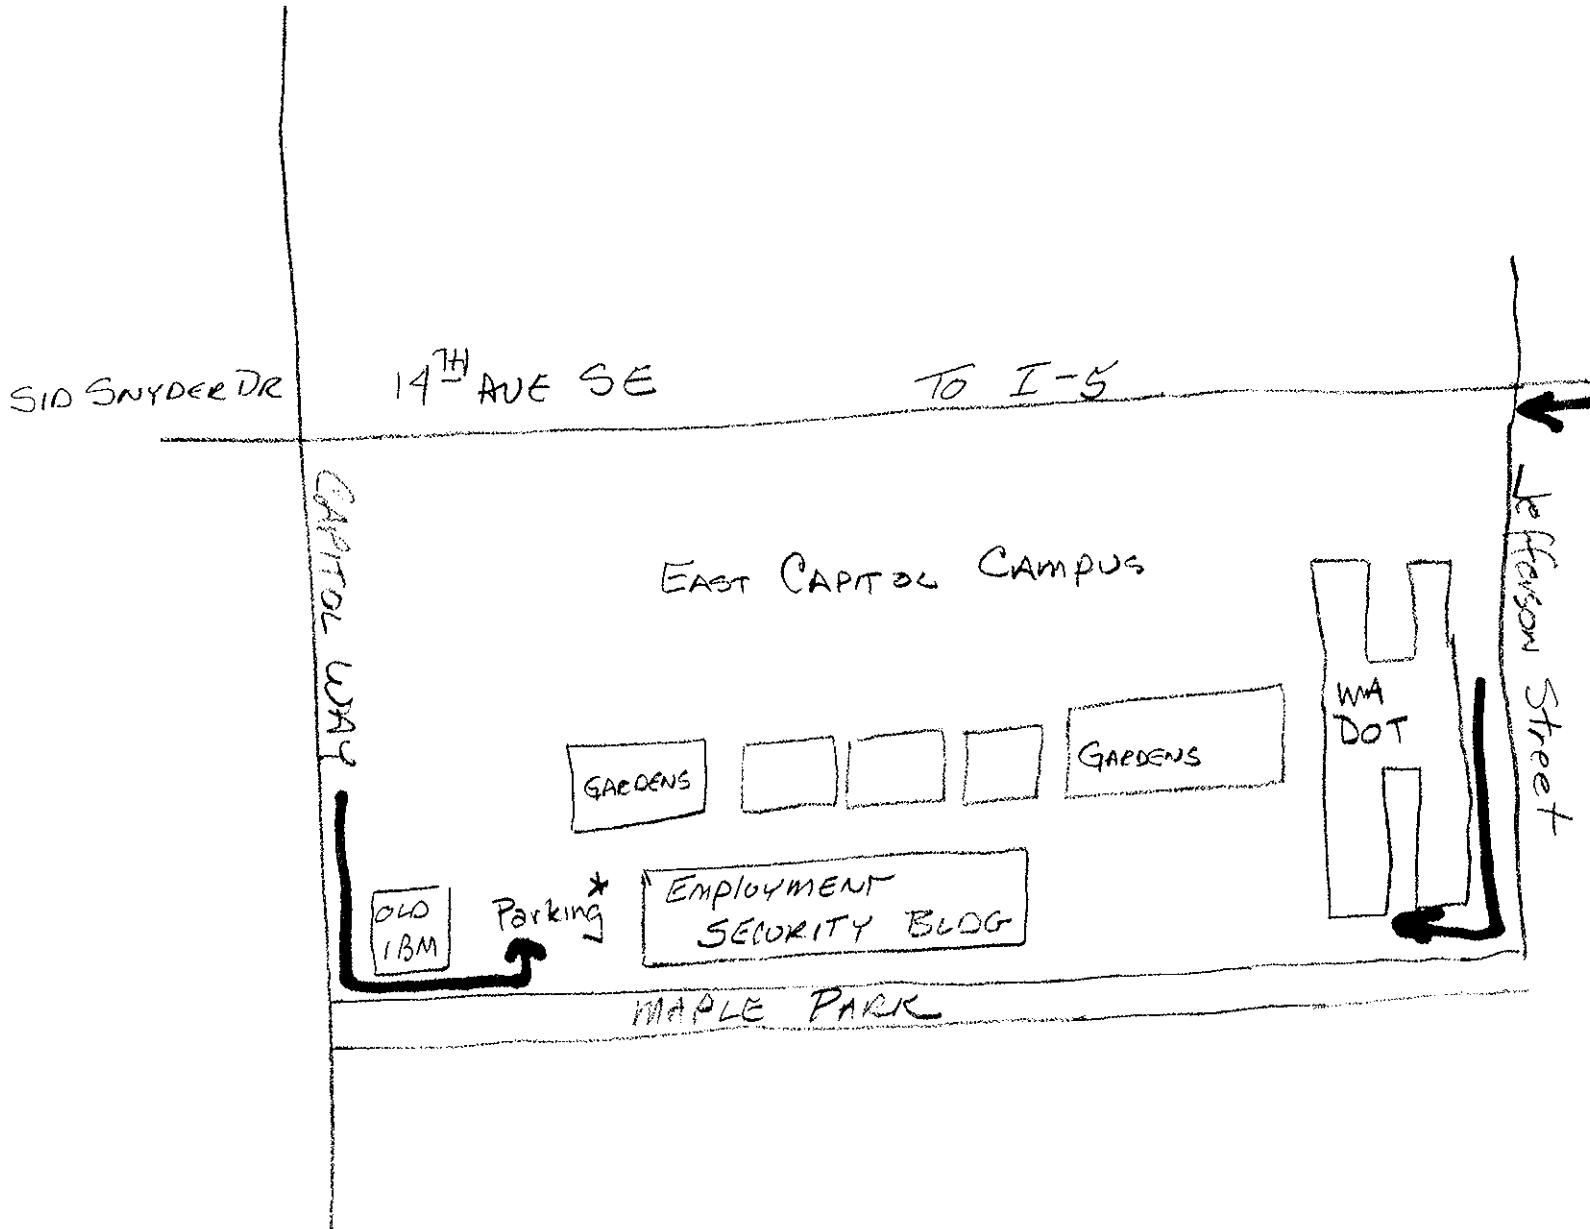 SID SNYDER DR
14TH AVE SE
TO I-5
CAPITOL WAY
Jefferson Street
EAST CAPITOL CAMPUS
WA
DOT
GARDENS
GARDENS
OLD
IBM
Parking*
EMPLOYMENT
SECURITY BLDG
MAPLE PARK